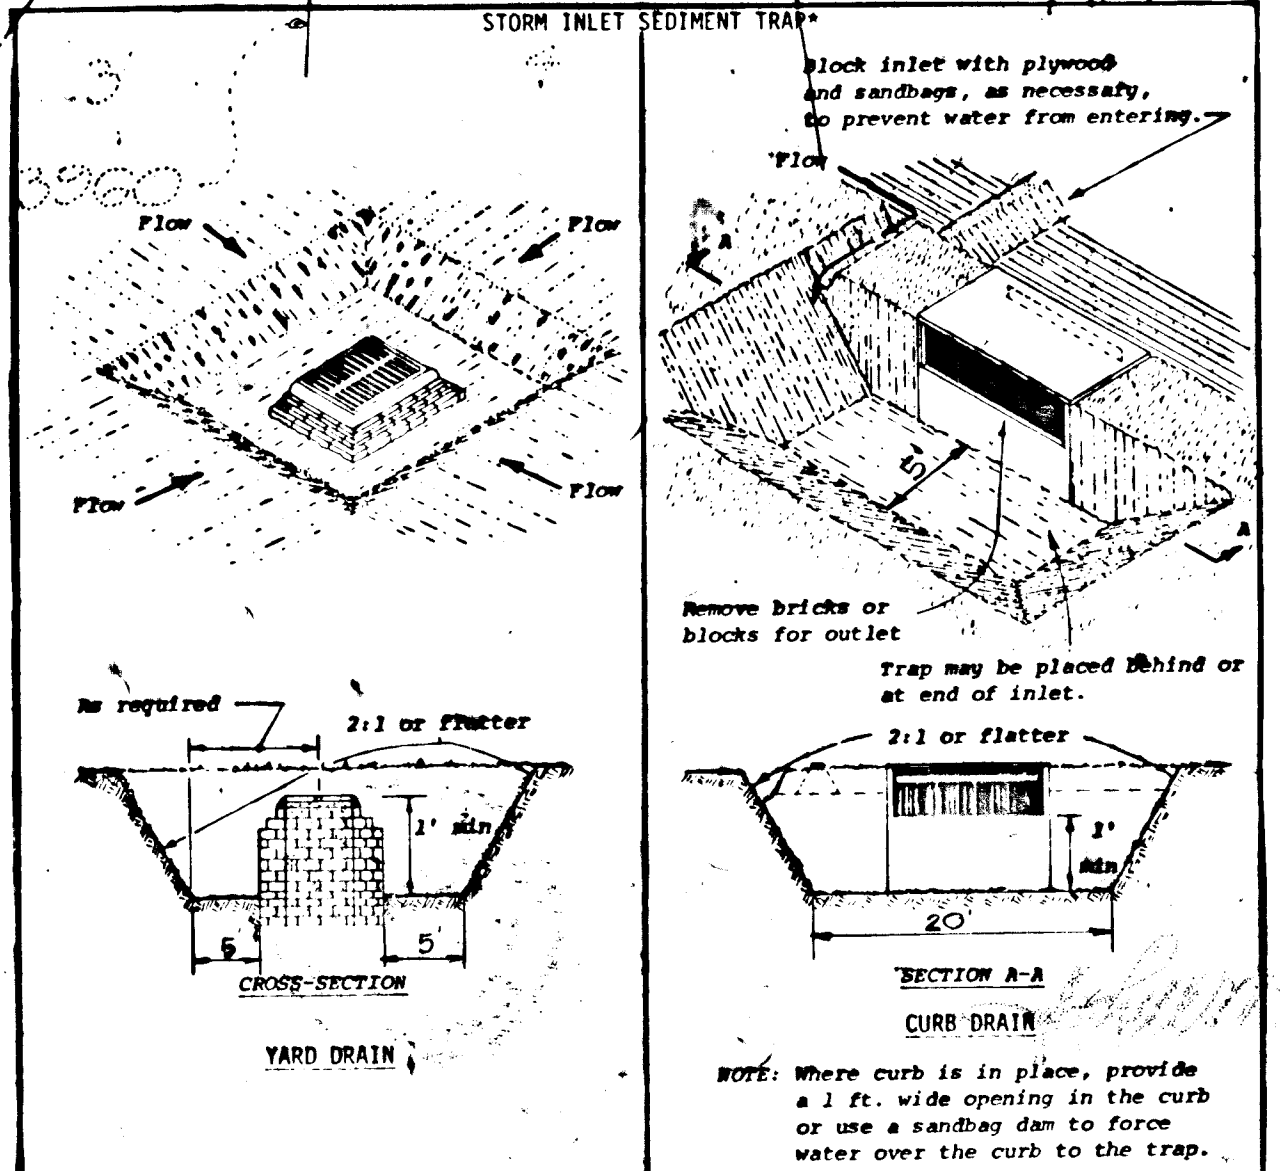 STORM INLET SEDIMENT TRAP*
3
4
3960
Flow
Flow
Flow
Flow
As required
2:1 or flatter
1' min
5'
5'
CROSS-SECTION
YARD DRAIN
Block inlet with plywood
and sandbags, as necessary,
to prevent water from entering.
Flow
A
5'
A
Remove bricks or
blocks for outlet
Trap may be placed behind or
at end of inlet.
2:1 or flatter
1'
min
20'
SECTION A-A
CURB DRAIN
NOTE: Where curb is in place, provide
a 1 ft. wide opening in the curb
or use a sandbag dam to force
water over the curb to the trap.